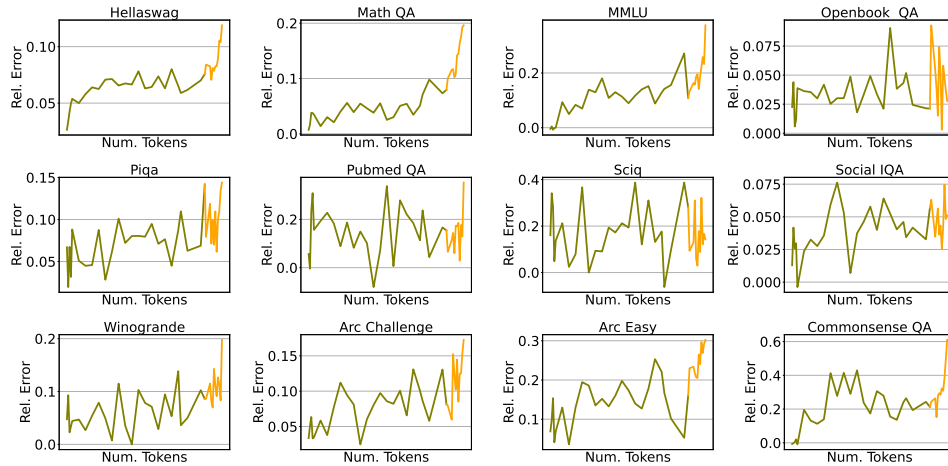 Hellaswag
Rel. Error
0.10
0.05
Num. Tokens
Math QA
Rel. Error
0.2
0.1
0.0
Num. Tokens
MMLU
Rel. Error
0.2
0.0
Num. Tokens
Openbook QA
Rel. Error
0.075
0.050
0.025
0.000
Num. Tokens
Piqa
Rel. Error
0.15
0.10
0.05
Num. Tokens
Pubmed QA
Rel. Error
0.2
0.0
Num. Tokens
Sciq
Rel. Error
0.4
0.2
0.0
Num. Tokens
Social IQA
Rel. Error
0.075
0.050
0.025
0.000
Num. Tokens
Winogrande
Rel. Error
0.2
0.1
0.0
Num. Tokens
Arc Challenge
Rel. Error
0.15
0.10
0.05
Num. Tokens
Arc Easy
Rel. Error
0.3
0.2
0.1
Num. Tokens
Commonsense QA
Rel. Error
0.6
0.4
0.2
0.0
Num. Tokens